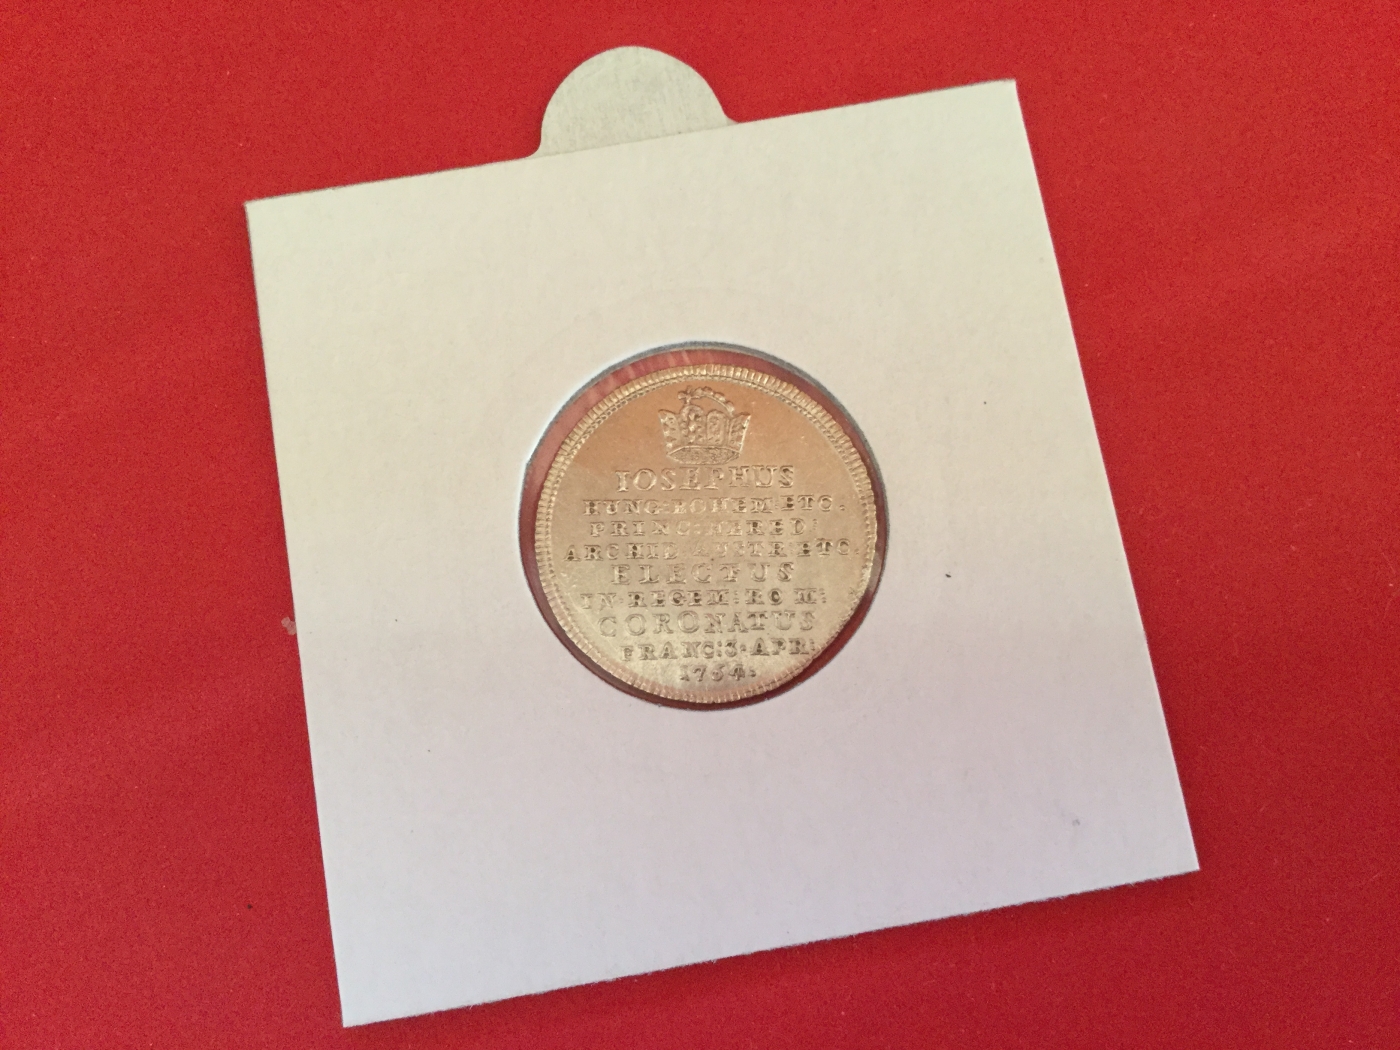 IOSEPHUS
HUNG·BOHEM·ETC.
PRINC:HERED:
ARCHID·AUSTR·ETC.
ELECTUS
IN·REGEM:ROM:
CORONATUS
FRANC:3·APR:
1764.